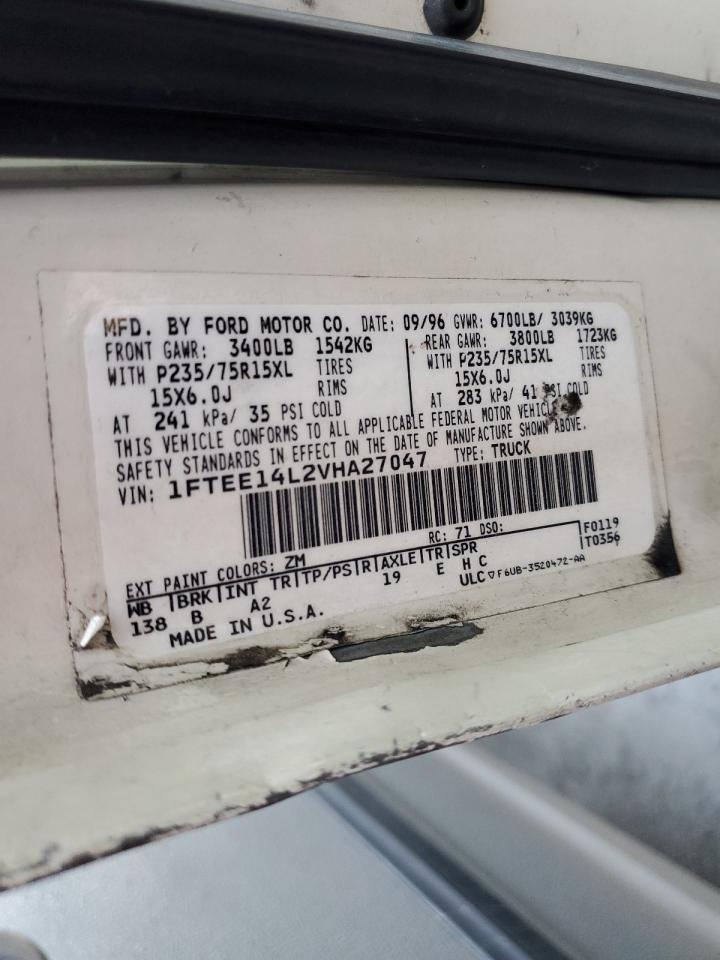 MFD. BY FORD MOTOR CO. DATE: 09/96 GVWR: 6700LB/ 3039KG
FRONT GAWR: 3400LB 1542KG REAR GAWR: 3800LB 1723KG
WITH P235/75R15XL TIRES WITH P235/75R15XL TIRES
15X6.0J RIMS 15X6.0J RIMS
AT 241 kPa/ 35 PSI COLD AT 283 kPa/ 41 PSI COLD
THIS VEHICLE CONFORMS TO ALL APPLICABLE FEDERAL MOTOR VEHICLE
SAFETY STANDARDS IN EFFECT ON THE DATE OF MANUFACTURE SHOWN ABOVE.
VIN: 1FTEE14L2VHA27047 TYPE: TRUCK
EXT PAINT COLORS: ZM RC: 71 DSO: F0119
WB BRK INT TR TP/PS R AXLE TR SPR T0356
138 B A2 19 E H C
MADE IN U.S.A. ULC F6UB-3520472-AA